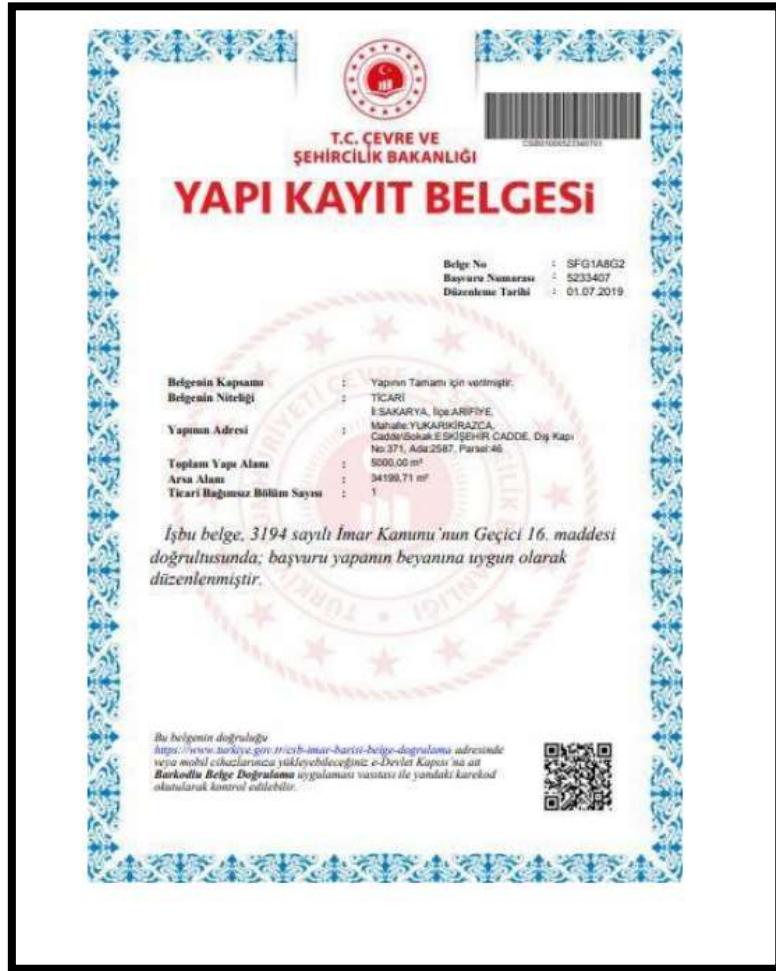 T.C. ÇEVRE VE
ŞEHİRCİLİK BAKANLIĞI
YAPI KAYIT BELGESİ
Belge No : SFG1A8G2
Başvuru Numarası : 5233407
Düzenleme Tarihi : 01.07.2019
Belgenin Kapsamı : Yapının Tamamı için verilmiştir.
Belgenin Niteliği : TİCARİ
Yapının Adresi : İl:SAKARYA, İlçe:ARİFİYE,
Mahalle:YUKARIKİRAZCA,
Cadde/Sokak:ESKİŞEHİR CADDE, Dış Kapı
No:371, Ada:2587, Parsel:46
Toplam Yapı Alanı : 5000,00 m²
Arsa Alanı : 34199,71 m²
Ticari Bağımsız Bölüm Sayısı : 1
İşbu belge, 3194 sayılı İmar Kanunu'nun Geçici 16. maddesi
doğrultusunda; başvuru yapanın beyanına uygun olarak
düzenlenmiştir.
Bu belgenin doğruluğu
https://www.turkiye.gov.tr/csb-imar-barisi-belge-dogrulama adresinde
veya mobil cihazlarınıza yükleyebileceğiniz e-Devlet Kapısı'na ait
Barkodlu Belge Doğrulama uygulaması vasıtası ile yandaki karekod
okutularak kontrol edilebilir.